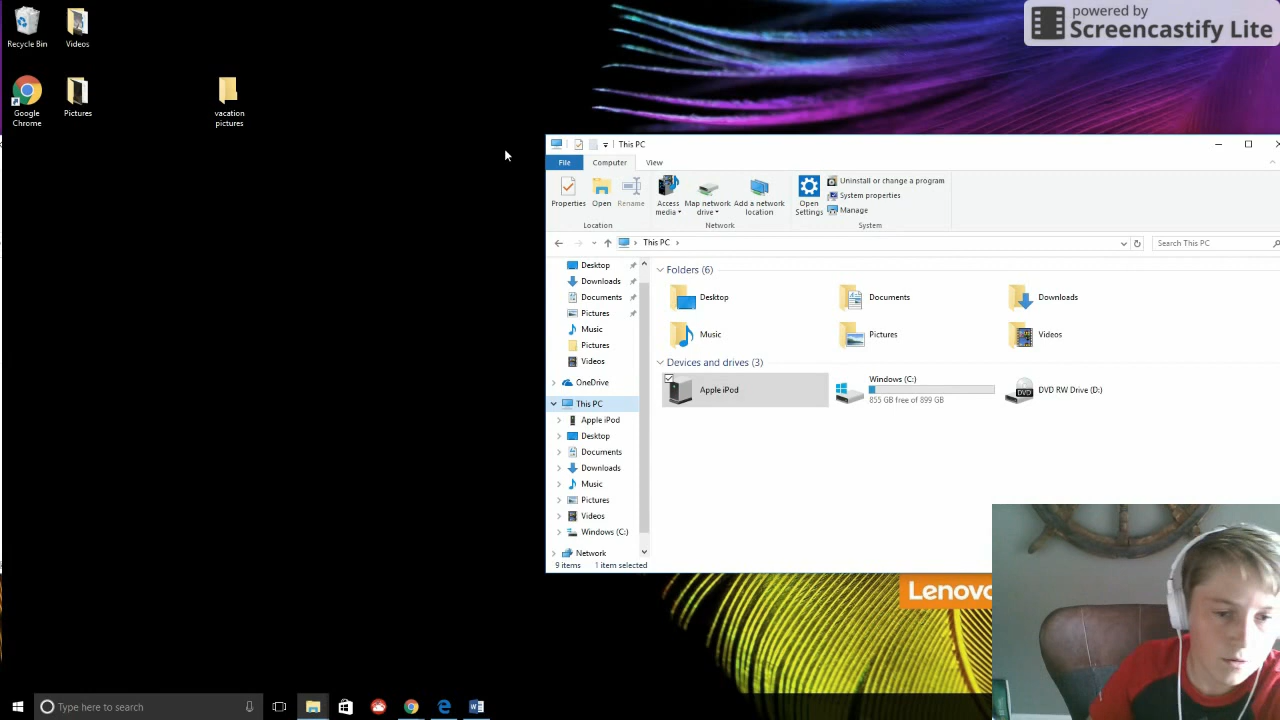 powered by
Screencastify Lite
Recycle Bin
Videos
Google
Chrome
Pictures
vacation
pictures
This PC
File
Computer
View
Properties
Open
Rename
Access
media
Map network
drive
Add a network
location
Open
Settings
Uninstall or change a program
System properties
Manage
Location
Network
System
This PC
Search This PC
Desktop
Downloads
Documents
Pictures
Music
Pictures
Videos
OneDrive
This PC
Apple iPod
Desktop
Documents
Downloads
Music
Pictures
Videos
Windows (C:)
Network
Folders (6)
Desktop
Documents
Downloads
Music
Pictures
Videos
Devices and drives (3)
Apple iPod
Windows (C:)
855 GB free of 899 GB
DVD
DVD RW Drive (D:)
9 items
1 item selected
Lenovo
Type here to search